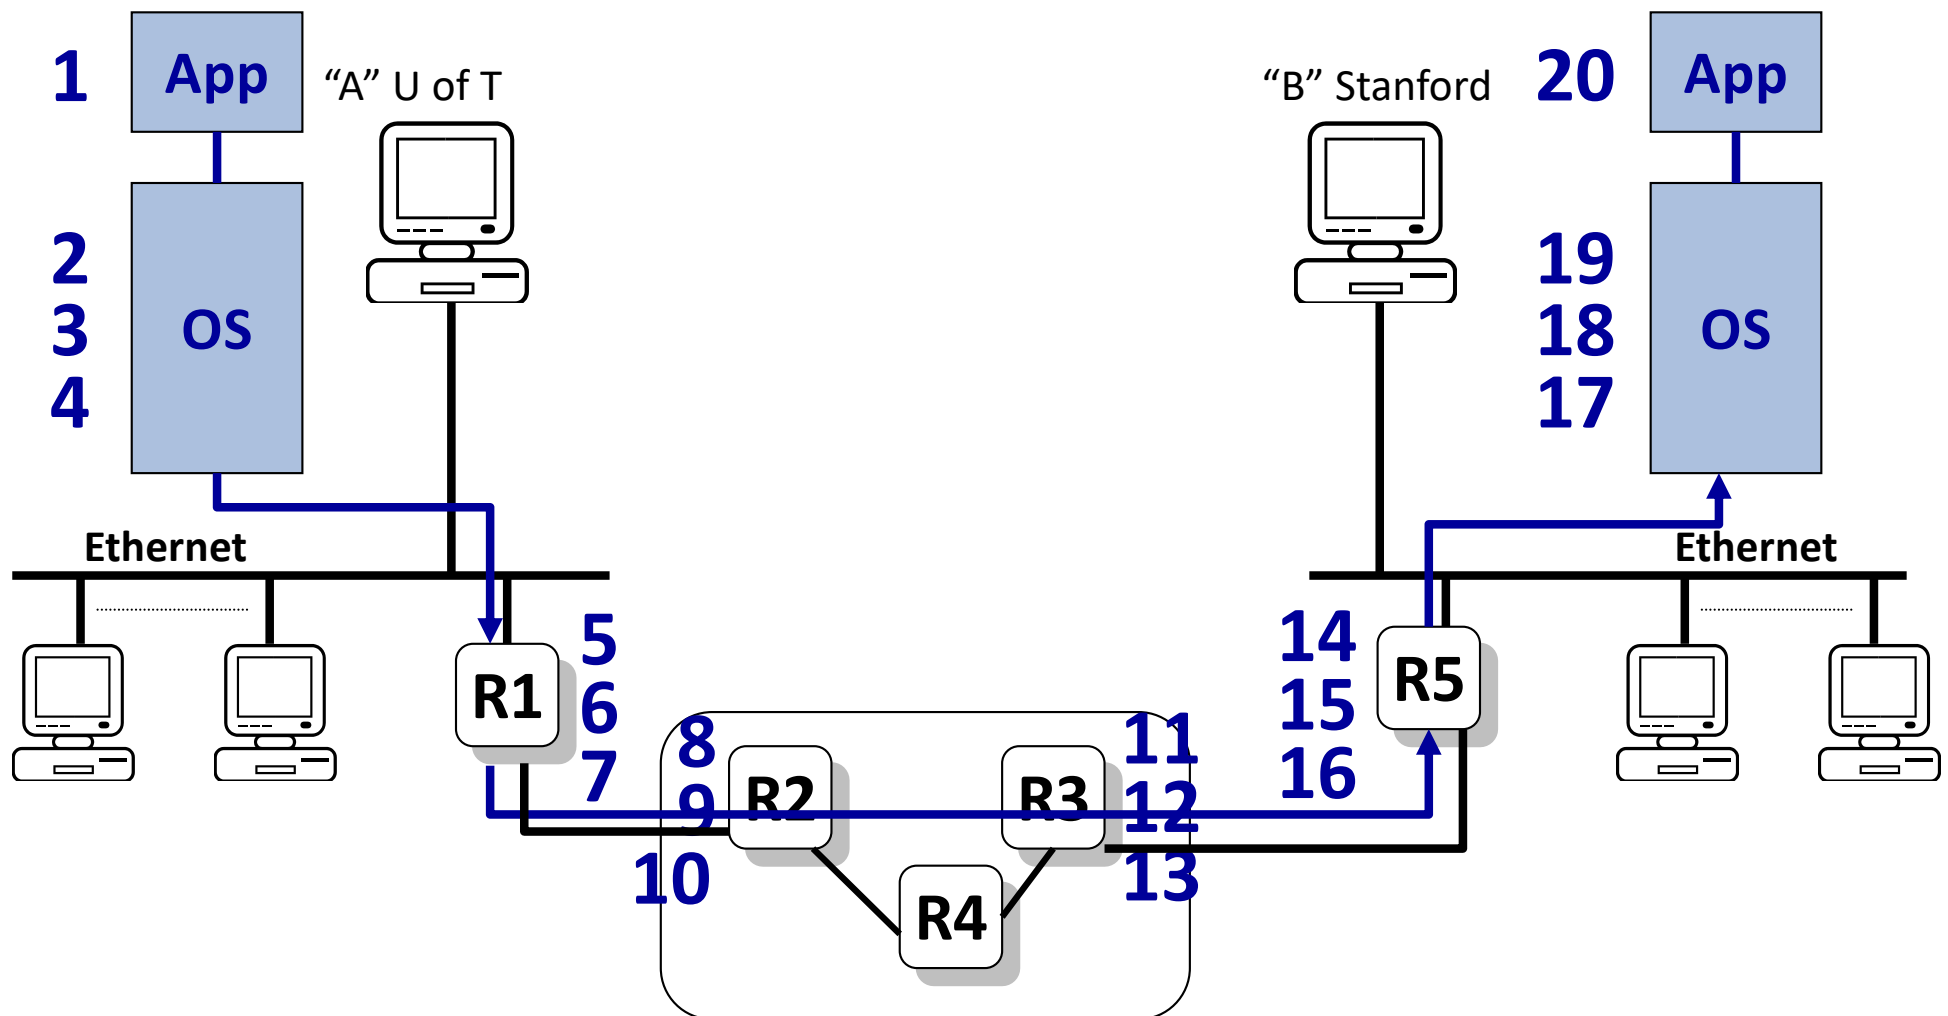 1
App
“A” U of T
“B” Stanford
20
App
2
3
4
OS
19
18
17
OS
Ethernet
Ethernet
R1
5
6
7
8
9
10
R2
R3
R4
11
12
13
14
15
16
R5